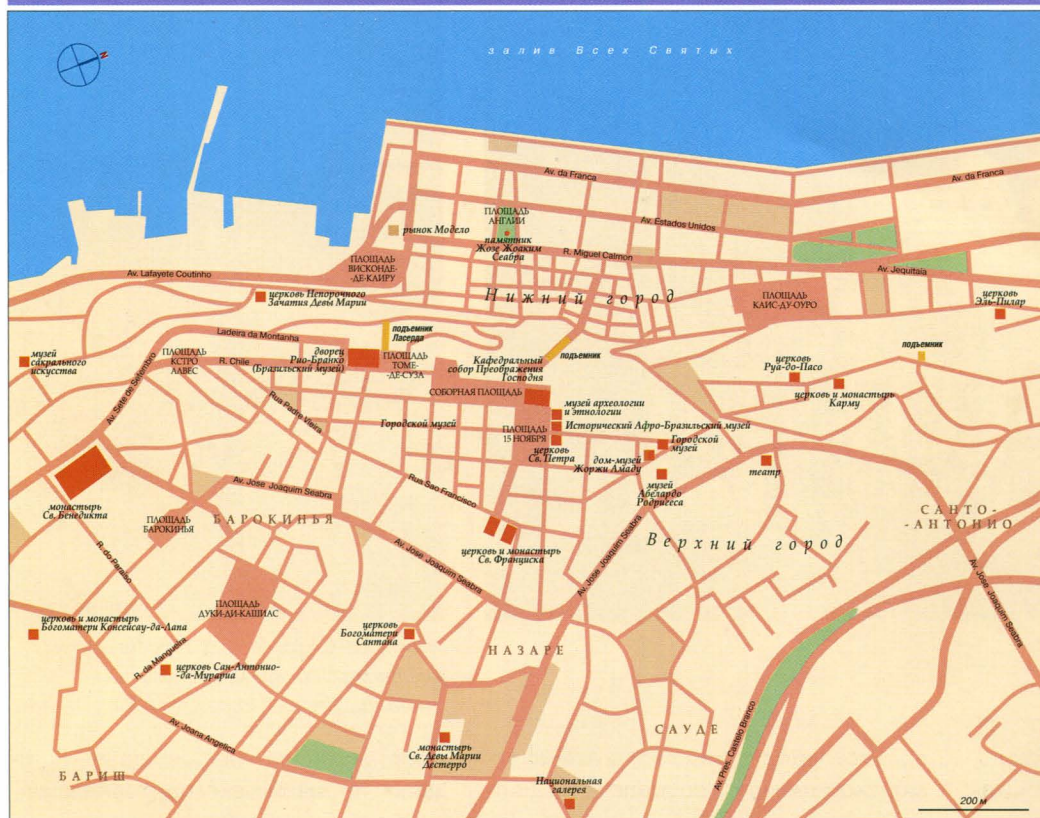 N
залив Всех Святых
Av. da Franca
Av. da Franca
ПЛОЩАДЬ
АНГЛИИ
Av. Estados Unidos
рынок Модело
памятник
Жозе Жоаким
Сеабра
R. Miguel Calmon
ПЛОЩАДЬ
ВИСКОНДЕ-
-ДЕ-КАИРУ
Av. Lafayete Coutinho
Av. Jequitaia
церковь Непорочного
Зачатия Девы Марии
Нижний город
ПЛОЩАДЬ
КАИС-ДУ-ОУРО
церковь
Эль-Пилар
Ladeira da Montanha
подъемник
Ласерда
подъемник
подъемник
музей
сакрального
искусства
ПЛОЩАДЬ
КСТРО
АЛВЕС
R. Chile
дворец
Рио-Бранко
(Бразильский музей)
ПЛОЩАДЬ
ТОМЕ-
-ДЕ-СУЗА
Кафедральный
собор Преображения
Господня
церковь
Руа-до-Пасо
церковь и монастырь
Карму
Av. Sete de Setembro
СОБОРНАЯ ПЛОЩАДЬ
Rua Padre Vieira
Городской музей
ПЛОЩАДЬ
15 НОЯБРЯ
музей археологии
и этнологии
Исторический Афро-Бразильский музей
церковь
Св. Петра
дом-музей
Жоржи Амаду
Городской
музей
музей
Абелардо
Родригеса
театр
монастырь
Св. Бенедикта
Av. Jose Joaquim Seabra
Rua Sao Francisco
ПЛОЩАДЬ
БАРОКИНЬЯ
БАРОКИНЬЯ
САНТО-
-АНТОНИО
церковь и монастырь
Св. Франциска
Верхний город
R. do Paraiso
Av. Jose Joaquim Seabra
Av. Jose Joaquim Seabra
Av. Jose Joaquim Seabra
ПЛОЩАДЬ
ДУКИ-ДИ-КАШИАС
церковь и монастырь
Богоматери Консейсау-да-Лапа
церковь
Богоматери
Сантана
НАЗАРЕ
R. da Mangueira
церковь Сан-Антонио-
-да-Мурариа
Av. Joana Angelica
САУДЕ
Av. Pres. Castelo Branco
монастырь
Св. Девы Марии
Дестерро
БАРИШ
Национальная
галерея
200 м